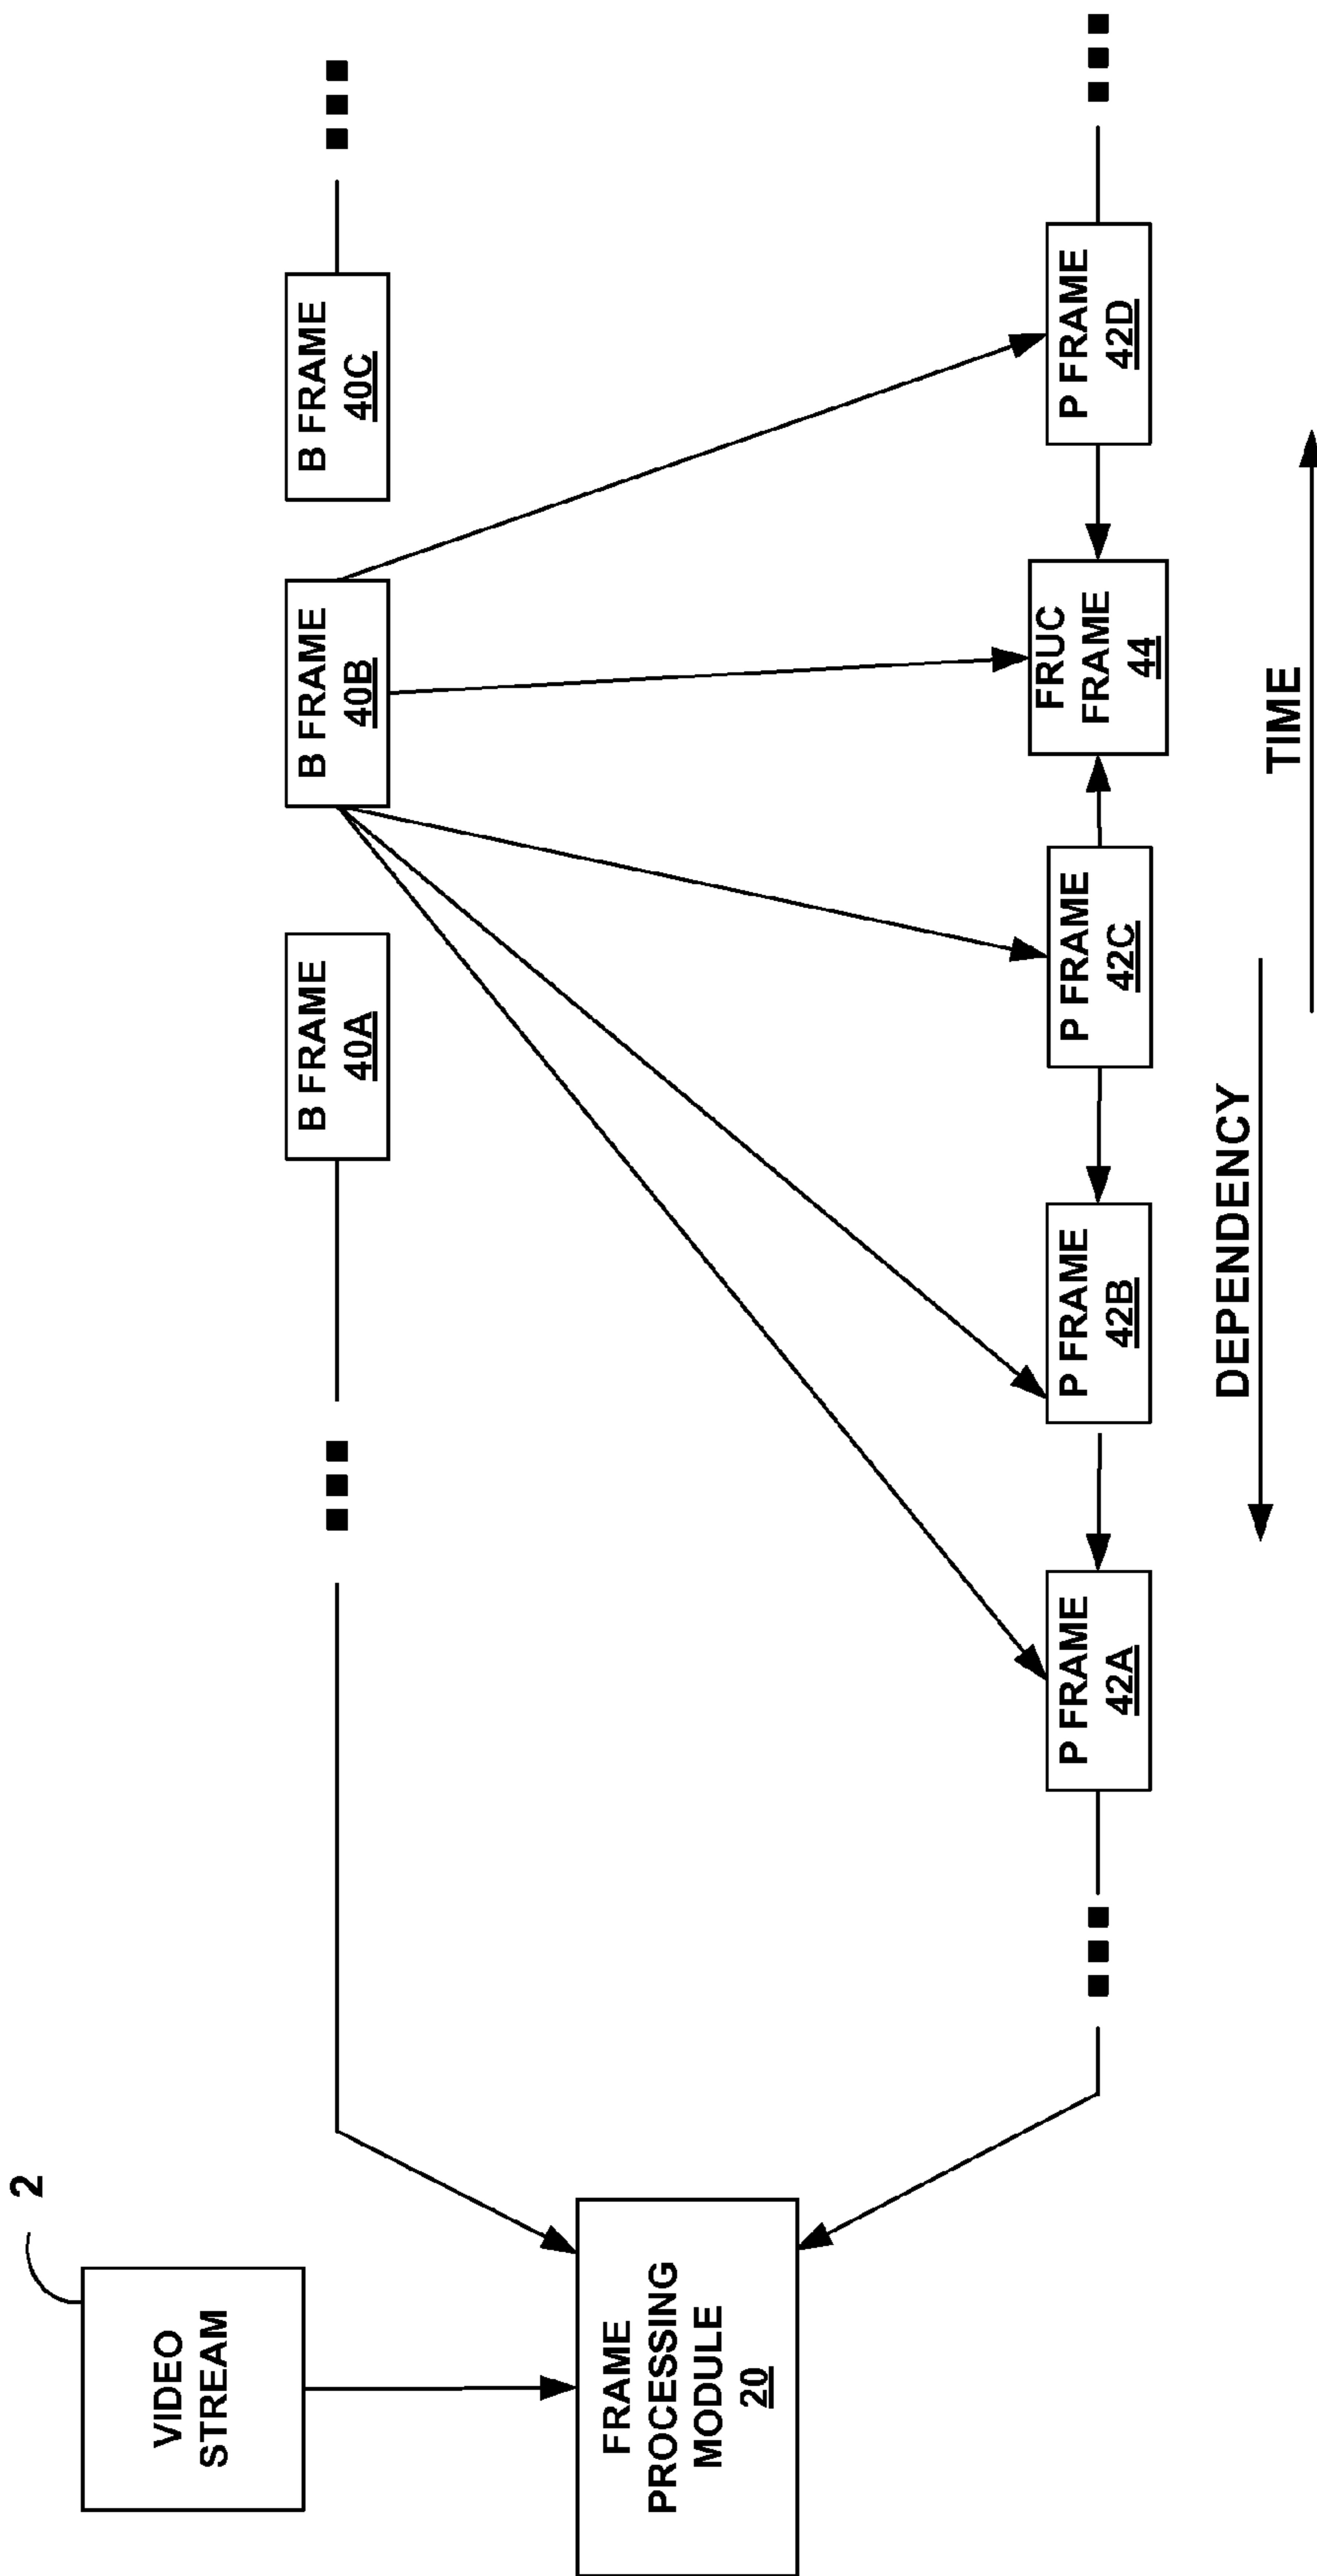 2
VIDEO
STREAM
FRAME
PROCESSING
MODULE
20
B FRAME
40A
B FRAME
40B
B FRAME
40C
P FRAME
42A
P FRAME
42B
P FRAME
42C
FRUC
FRAME
44
P FRAME
42D
DEPENDENCY
TIME